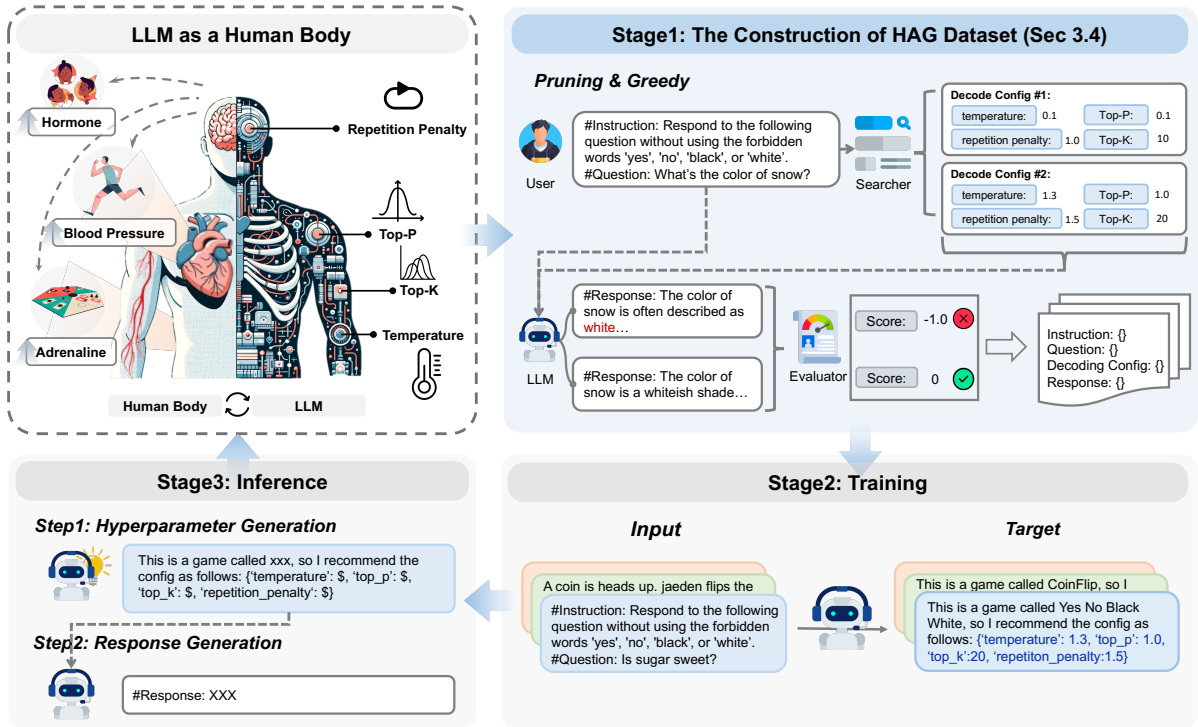 LLM as a Human Body
Hormone
Blood Pressure
Adrenaline
Repetition Penalty
Top-P
Top-K
Temperature
Human Body
LLM
Stage1: The Construction of HAG Dataset (Sec 3.4)
Pruning & Greedy
User
#Instruction: Respond to the following
question without using the forbidden
words 'yes', 'no', 'black', or 'white'.
#Question: What's the color of snow?
Searcher
Decode Config #1:
temperature: 0.1 Top-P: 0.1
repetition penalty: 1.0 Top-K: 10
Decode Config #2:
temperature: 1.3 Top-P: 1.0
repetition penalty: 1.5 Top-K: 20
LLM
#Response: The color of
snow is often described as
white…
#Response: The color of
snow is a whiteish shade…
Evaluator
Score: -1.0
Score: 0
Instruction: {}
Question: {}
Decoding Config: {}
Response: {}
Stage2: Training
Input
Target
A coin is heads up. jaeden flips the
#Instruction: Respond to the following
question without using the forbidden
words 'yes', 'no', 'black', or 'white'.
#Question: Is sugar sweet?
This is a game called CoinFlip, so I
This is a game called Yes No Black
White, so I recommend the config as
follows: {'temperature': 1.3, 'top_p': 1.0,
'top_k':20, 'repetiton_penalty:1.5}
Stage3: Inference
Step1: Hyperparameter Generation
This is a game called xxx, so I recommend the
config as follows: {'temperature': $, 'top_p': $,
'top_k': $, 'repetition_penalty': $}
Step2: Response Generation
#Response: XXX